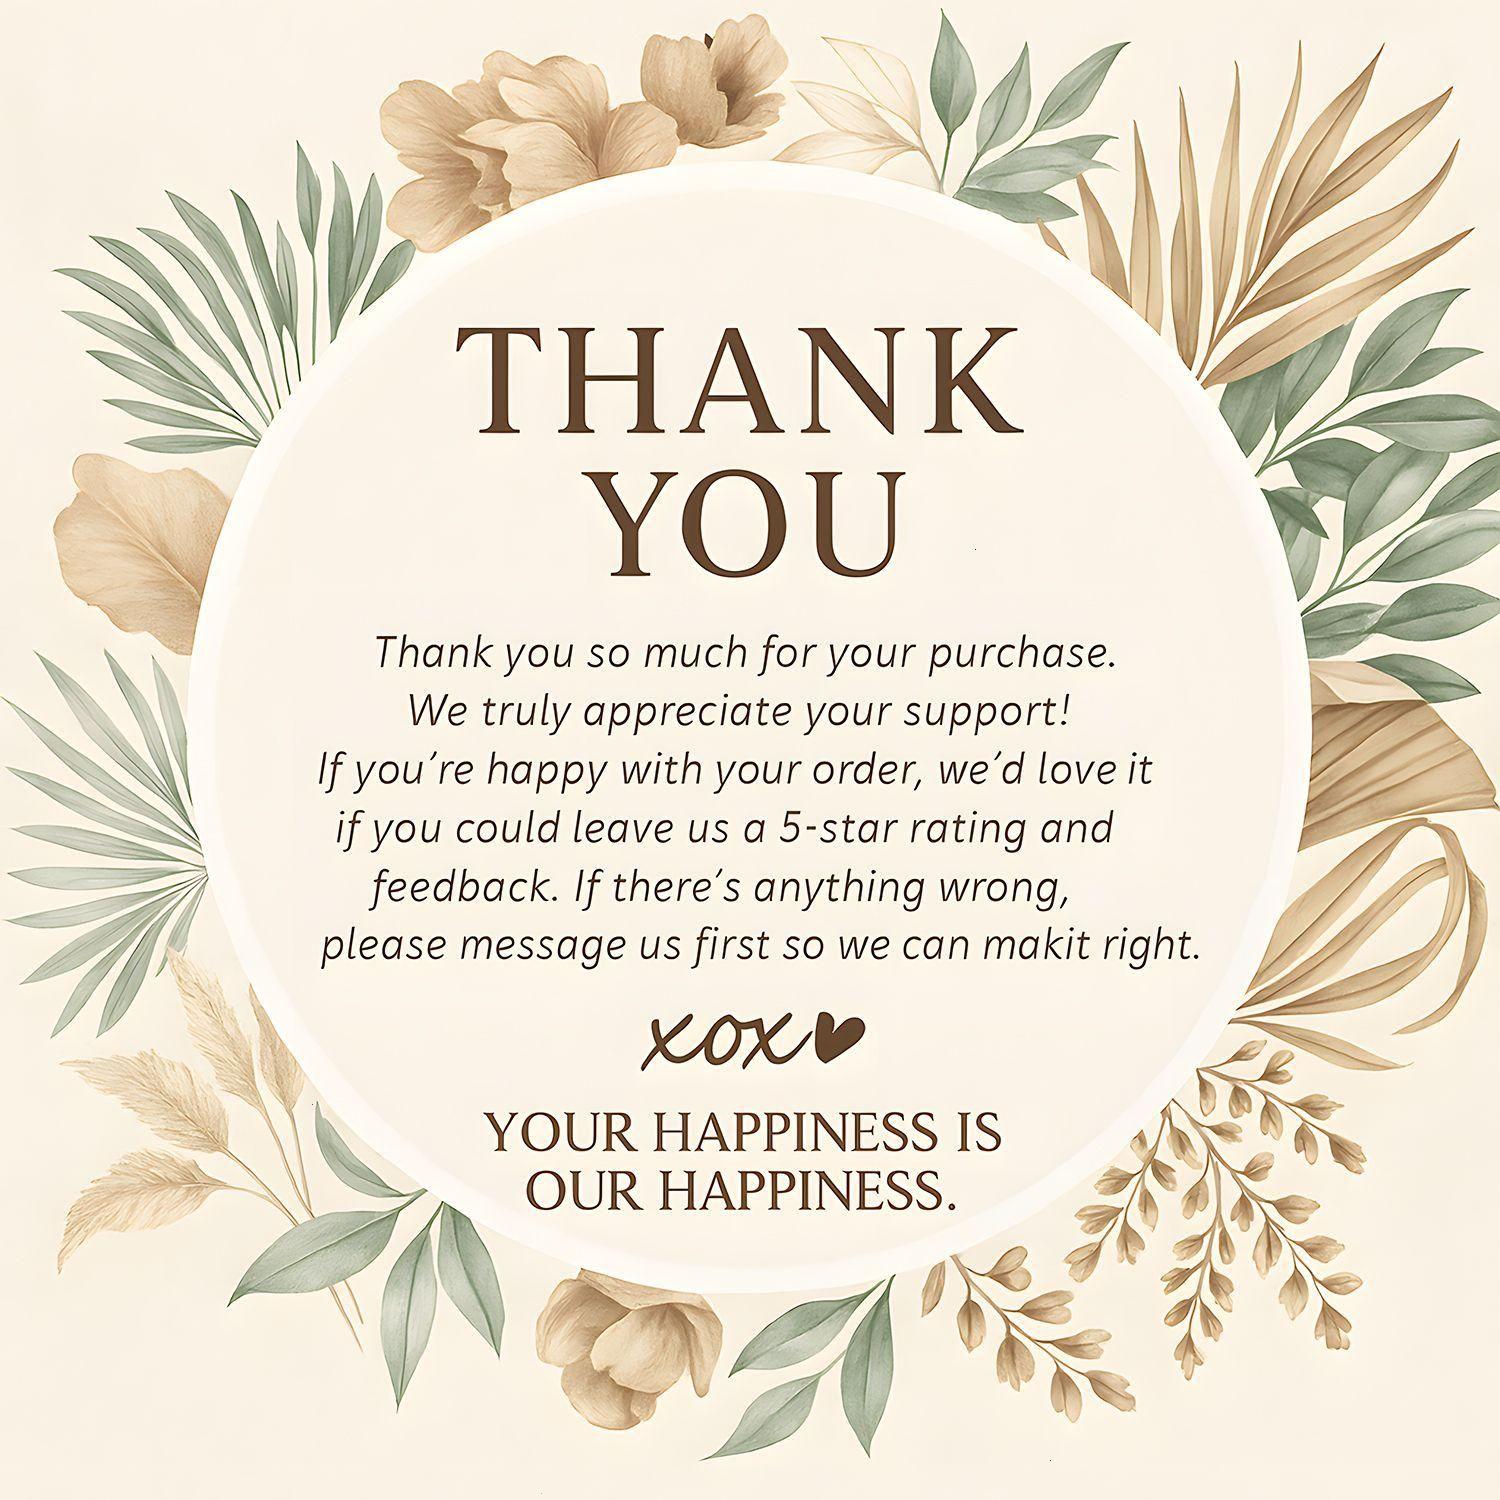 THANK
YOU
Thank you so much for your purchase.
We truly appreciate your support!
If you’re happy with your order, we’d love it
if you could leave us a 5-star rating and
feedback. If there’s anything wrong,
please message us first so we can makit right.
xox♥
YOUR HAPPINESS IS
OUR HAPPINESS.